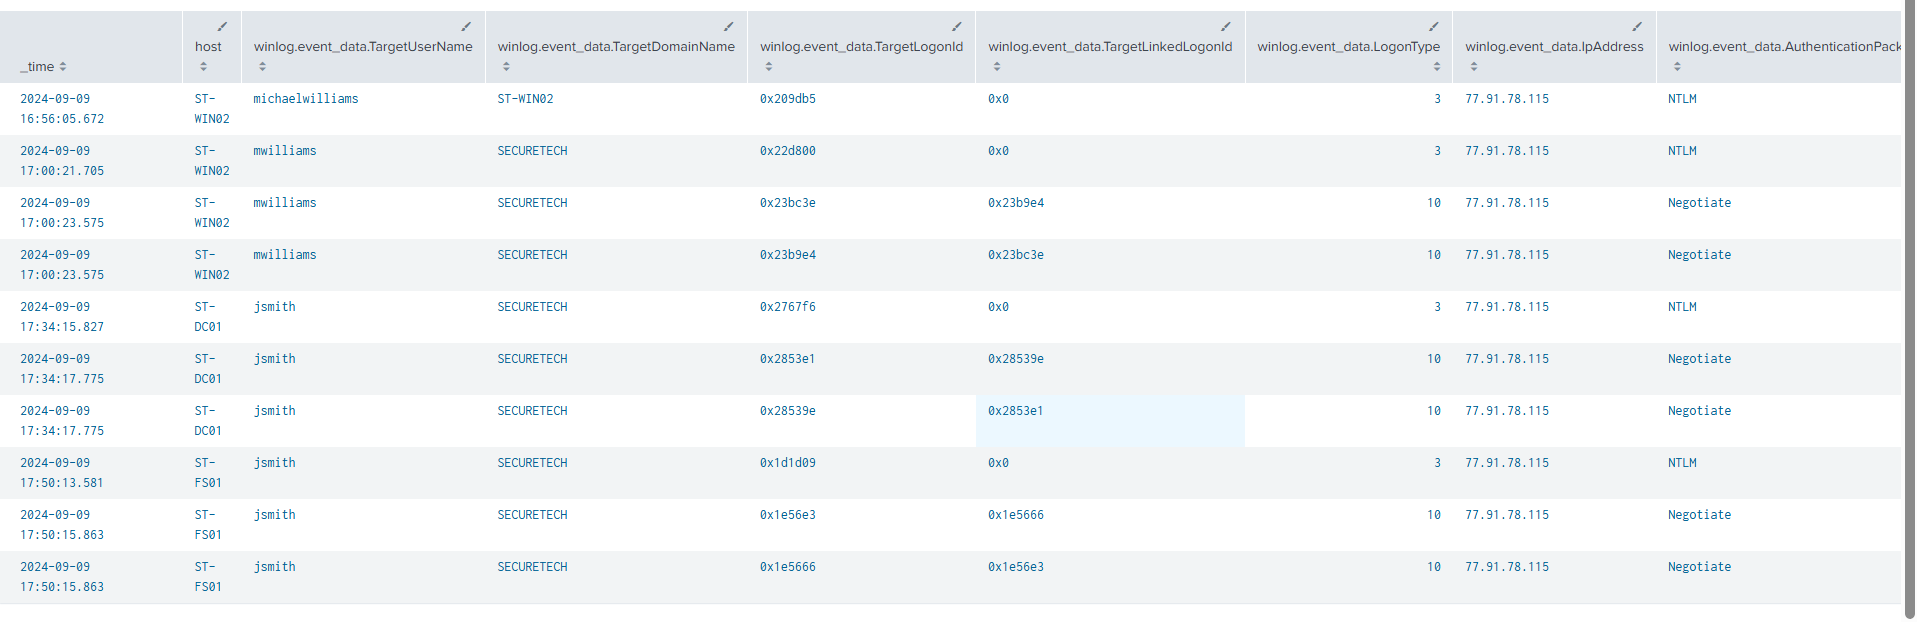 _time host winlog.event_data.TargetUserName winlog.event_data.TargetDomainName winlog.event_data.TargetLogonId winlog.event_data.TargetLinkedLogonId winlog.event_data.LogonType winlog.event_data.IpAddress winlog.event_data.AuthenticationPack
2024-09-09 ST- michaelwilliams ST-WIN02 0x209db5 0x0 3 77.91.78.115 NTLM
16:56:05.672 WIN02
2024-09-09 ST- mwilliams SECURETECH 0x22d800 0x0 3 77.91.78.115 NTLM
17:00:21.705 WIN02
2024-09-09 ST- mwilliams SECURETECH 0x23bc3e 0x23b9e4 10 77.91.78.115 Negotiate
17:00:23.575 WIN02
2024-09-09 ST- mwilliams SECURETECH 0x23b9e4 0x23bc3e 10 77.91.78.115 Negotiate
17:00:23.575 WIN02
2024-09-09 ST- jsmith SECURETECH 0x2767f6 0x0 3 77.91.78.115 NTLM
17:34:15.827 DC01
2024-09-09 ST- jsmith SECURETECH 0x2853e1 0x28539e 10 77.91.78.115 Negotiate
17:34:17.775 DC01
2024-09-09 ST- jsmith SECURETECH 0x28539e 0x2853e1 10 77.91.78.115 Negotiate
17:34:17.775 DC01
2024-09-09 ST- jsmith SECURETECH 0x1d1d09 0x0 3 77.91.78.115 NTLM
17:50:13.581 FS01
2024-09-09 ST- jsmith SECURETECH 0x1e56e3 0x1e5666 10 77.91.78.115 Negotiate
17:50:15.863 FS01
2024-09-09 ST- jsmith SECURETECH 0x1e5666 0x1e56e3 10 77.91.78.115 Negotiate
17:50:15.863 FS01